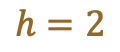 h = 2